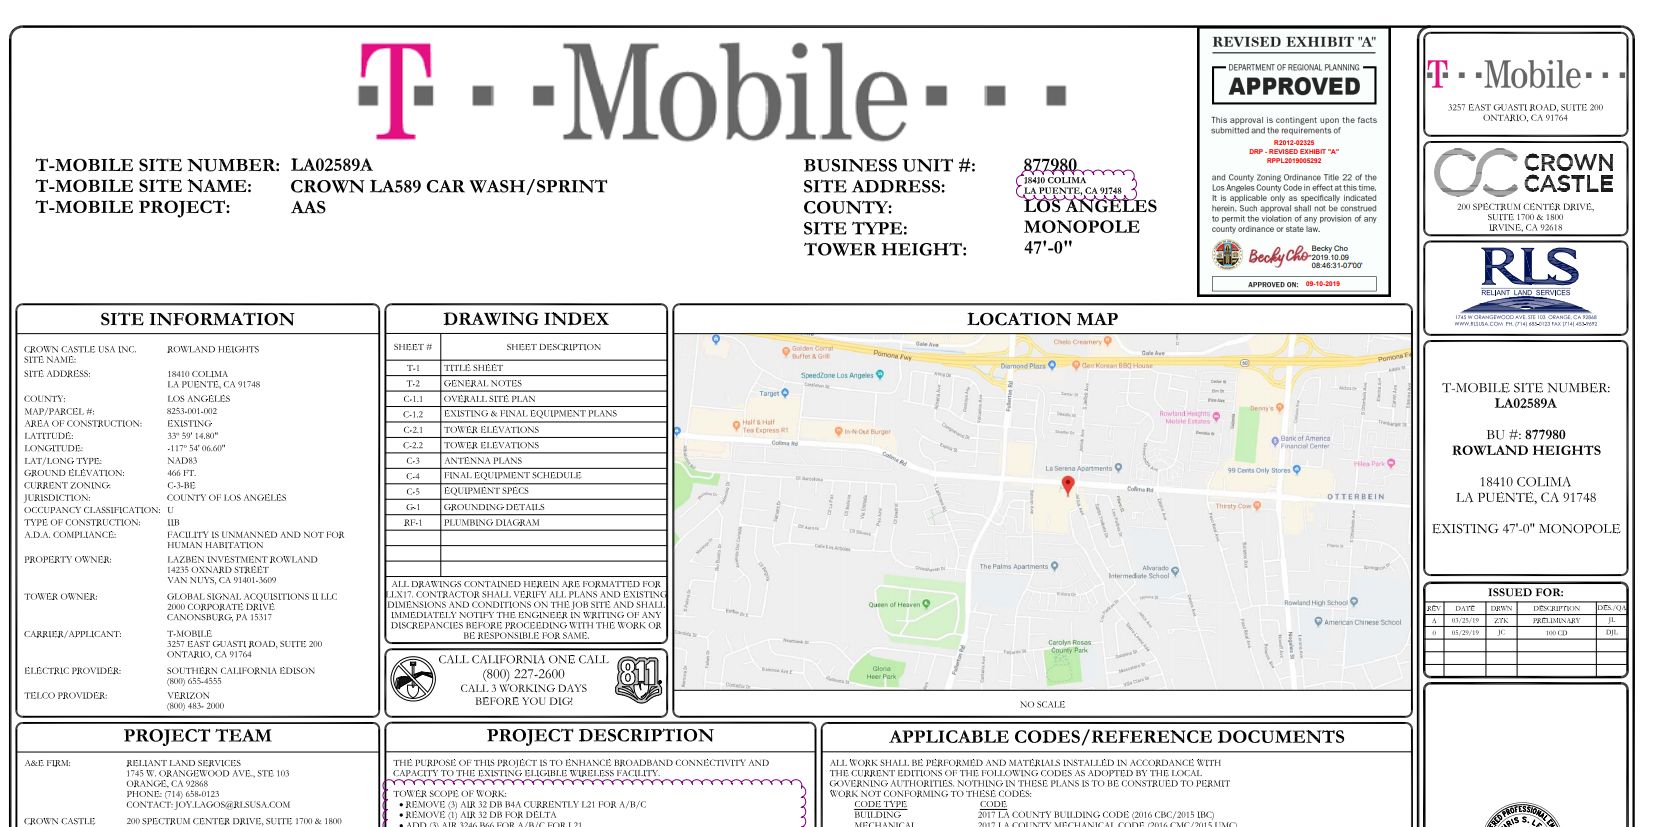 T··Mobile···
T-MOBILE SITE NUMBER: LA02589A
T-MOBILE SITE NAME: CROWN LA589 CAR WASH/SPRINT
T-MOBILE PROJECT: AAS
BUSINESS UNIT #: 877980
SITE ADDRESS: 18410 COLIMA
LA PUENTE, CA 91748
COUNTY: LOS ANGELES
SITE TYPE: MONOPOLE
TOWER HEIGHT: 47'-0"
REVISED EXHIBIT "A"
DEPARTMENT OF REGIONAL PLANNING
APPROVED
This approval is contingent upon the facts
submitted and the requirements of
R2012-02325
DRP - REVISED EXHIBIT "A"
RPPL2019005292
and County Zoning Ordinance Title 22 of the
Los Angeles County Code in effect at this time.
It is applicable only as specifically indicated
herein. Such approval shall not be construed
to permit the violation of any provision of any
county ordinance or state law.
Becky Cho
Becky Cho
2019.10.09
08:46:31-07'00'
APPROVED ON: 09-10-2019
T··Mobile···
3257 EAST GUASTI ROAD, SUITE 200
ONTARIO, CA 91764
CROWN
CASTLE
200 SPECTRUM CENTER DRIVE,
SUITE 1700 & 1800
IRVINE, CA 92618
RLS
RELIANT LAND SERVICES
1745 W ORANGEWOOD AVE. STE 103 ORANGE, CA 92868
WWW.RLSUSA.COM PH. (714) 658-0123 FAX (714) 453-9692
T-MOBILE SITE NUMBER:
LA02589A
BU #: 877980
ROWLAND HEIGHTS
18410 COLIMA
LA PUENTE, CA 91748
EXISTING 47'-0" MONOPOLE
ISSUED FOR:
REV DATE DRWN DESCRIPTION DES./QA
A 03/25/19 ZYK PRELIMINARY JL
0 05/29/19 JC 100 CD DJL
SITE INFORMATION
CROWN CASTLE USA INC. ROWLAND HEIGHTS
SITE NAME:
SITE ADDRESS: 18410 COLIMA
LA PUENTE, CA 91748
COUNTY: LOS ANGELES
MAP/PARCEL #: 8253-001-002
AREA OF CONSTRUCTION: EXISTING
LATITUDE: 33° 59' 14.80"
LONGITUDE: -117° 54' 06.60"
LAT/LONG TYPE: NAD83
GROUND ELEVATION: 466 FT.
CURRENT ZONING: C-3-BE
JURISDICTION: COUNTY OF LOS ANGELES
OCCUPANCY CLASSIFICATION: U
TYPE OF CONSTRUCTION: IIB
A.D.A. COMPLIANCE: FACILITY IS UNMANNED AND NOT FOR
HUMAN HABITATION
PROPERTY OWNER: LAZBEN INVESTMENT ROWLAND
14235 OXNARD STREET
VAN NUYS, CA 91401-3609
TOWER OWNER: GLOBAL SIGNAL ACQUISITIONS II LLC
2000 CORPORATE DRIVE
CANONSBURG, PA 15317
CARRIER/APPLICANT: T-MOBILE
3257 EAST GUASTI ROAD, SUITE 200
ONTARIO, CA 91764
ELECTRIC PROVIDER: SOUTHERN CALIFORNIA EDISON
(800) 655-4555
TELCO PROVIDER: VERIZON
(800) 483- 2000
DRAWING INDEX
SHEET # SHEET DESCRIPTION
T-1 TITLE SHEET
T-2 GENERAL NOTES
C-1.1 OVERALL SITE PLAN
C-1.2 EXISTING & FINAL EQUIPMENT PLANS
C-2.1 TOWER ELEVATIONS
C-2.2 TOWER ELEVATIONS
C-3 ANTENNA PLANS
C-4 FINAL EQUIPMENT SCHEDULE
C-5 EQUIPMENT SPECS
G-1 GROUNDING DETAILS
RF-1 PLUMBING DIAGRAM
ALL DRAWINGS CONTAINED HEREIN ARE FORMATTED FOR
11X17. CONTRACTOR SHALL VERIFY ALL PLANS AND EXISTING
DIMENSIONS AND CONDITIONS ON THE JOB SITE AND SHALL
IMMEDIATELY NOTIFY THE ENGINEER IN WRITING OF ANY
DISCREPANCIES BEFORE PROCEEDING WITH THE WORK OR
BE RESPONSIBLE FOR SAME.
CALL CALIFORNIA ONE CALL
(800) 227-2600
CALL 3 WORKING DAYS
BEFORE YOU DIG!
811
LOCATION MAP
Golden Corral
Buffet & Grill
Pomona Fwy
Gale Ave
Chelo Creamery
Gale Ave
Diamond Plaza
Gen Korean BBQ House
60
Pomona Fwy
SpeedZone Los Angeles
Target
Fullerton Rd
Rowland Heights
Mobile Estates
Denny's
Half & Half
Tea Express R1
In-N-Out Burger
Colima Rd
Bank of America
Financial Center
Colima Rd
La Serena Apartments
99 Cents Only Stores
Hilea Park
Colima Rd
OTTERBEIN
Thirsty Cow
The Palms Apartments
Alvarado
Intermediate School
Queen of Heaven
Rowland High School
American Chinese School
Carolyn Rosas
County Park
Gloria
Heer Park
Fullerton Rd
NO SCALE
PROJECT TEAM
A&E FIRM: RELIANT LAND SERVICES
1745 W. ORANGEWOOD AVE., STE 103
ORANGE, CA 92868
PHONE: (714) 658-0123
CONTACT: JOY.LAGOS@RLSUSA.COM
CROWN CASTLE 200 SPECTRUM CENTER DRIVE, SUITE 1700 & 1800
PROJECT DESCRIPTION
THE PURPOSE OF THIS PROJECT IS TO ENHANCE BROADBAND CONNECTIVITY AND
CAPACITY TO THE EXISTING ELIGIBLE WIRELESS FACILITY.
TOWER SCOPE OF WORK:
• REMOVE (3) AIR 32 DB B4A CURRENTLY L21 FOR A/B/C
• REMOVE (1) AIR 32 DB FOR DELTA
• ADD (3) AIR 3246 B66 FOR A/B/C FOR L21
APPLICABLE CODES/REFERENCE DOCUMENTS
ALL WORK SHALL BE PERFORMED AND MATERIALS INSTALLED IN ACCORDANCE WITH
THE CURRENT EDITIONS OF THE FOLLOWING CODES AS ADOPTED BY THE LOCAL
GOVERNING AUTHORITIES. NOTHING IN THESE PLANS IS TO BE CONSTRUED TO PERMIT
WORK NOT CONFORMING TO THESE CODES:
CODE TYPE CODE
BUILDING 2017 LA COUNTY BUILDING CODE (2016 CBC/2015 IBC)
MECHANICAL 2017 LA COUNTY MECHANICAL CODE (2016 CMC/2015 UMC)